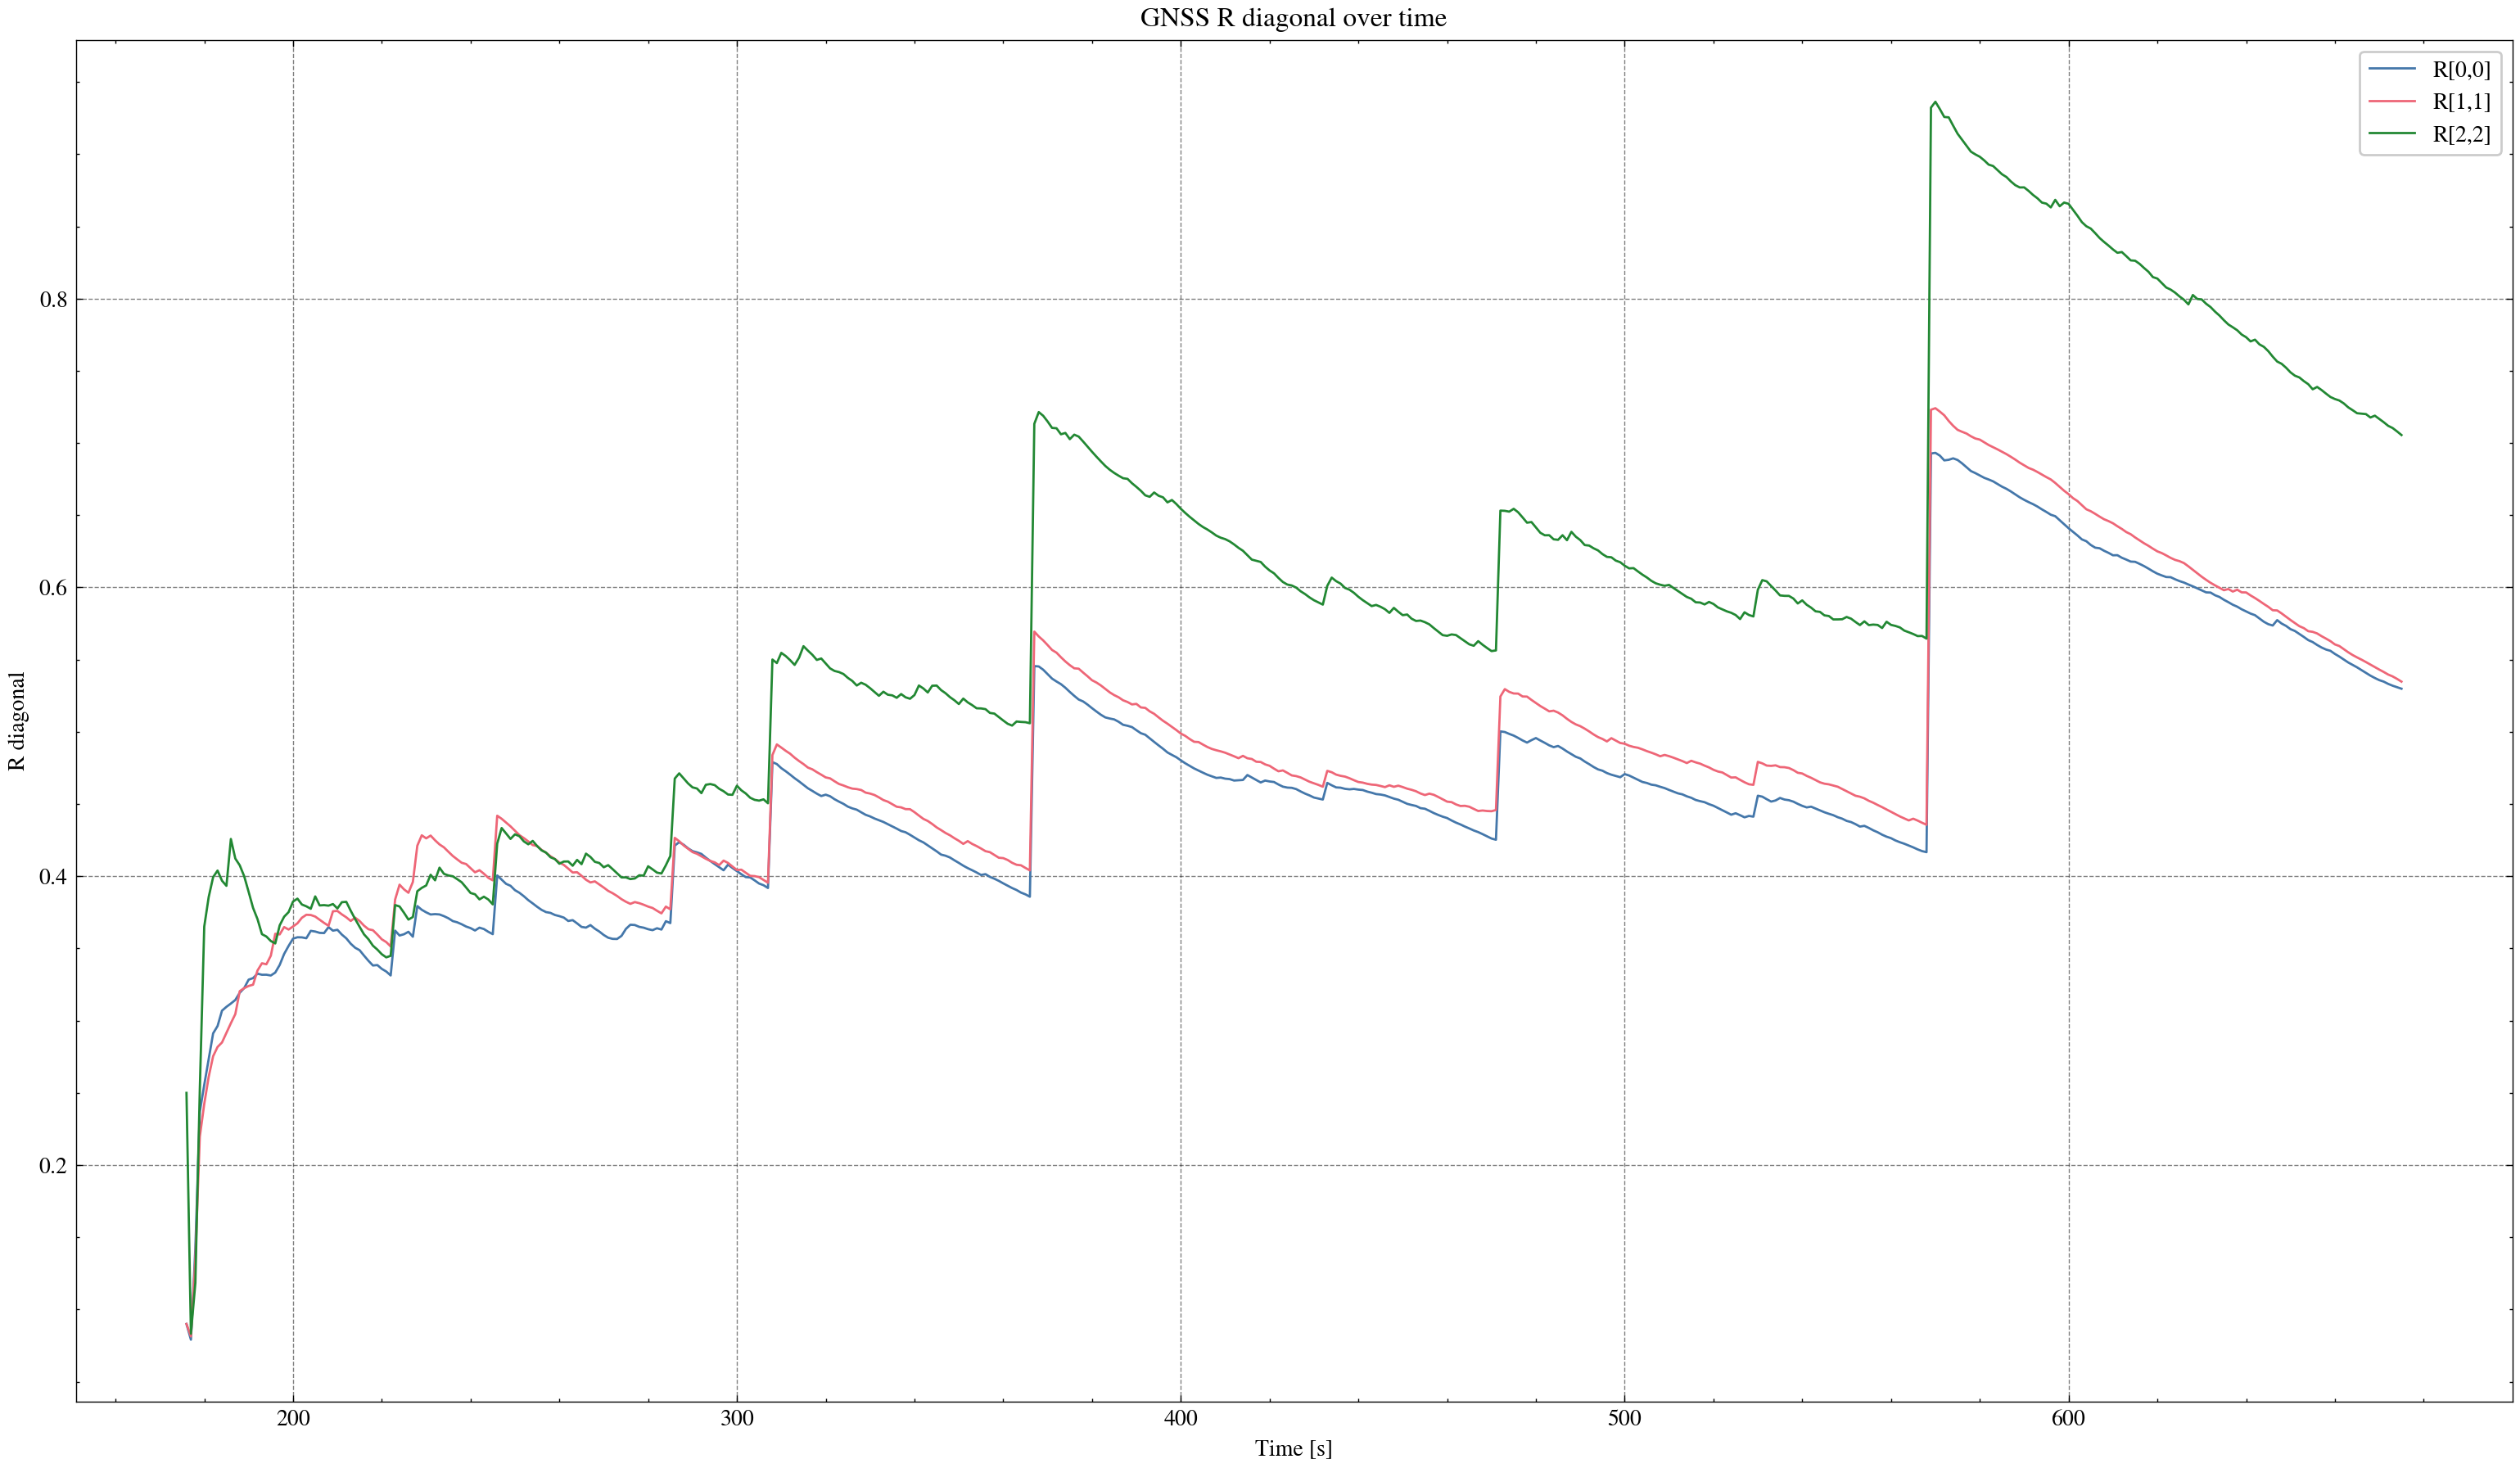 GNSS R diagonal over time
R[0,0]
R[1,1]
R[2,2]
R diagonal
0.8
0.6
0.4
0.2
200 300 400 500 600
Time [s]